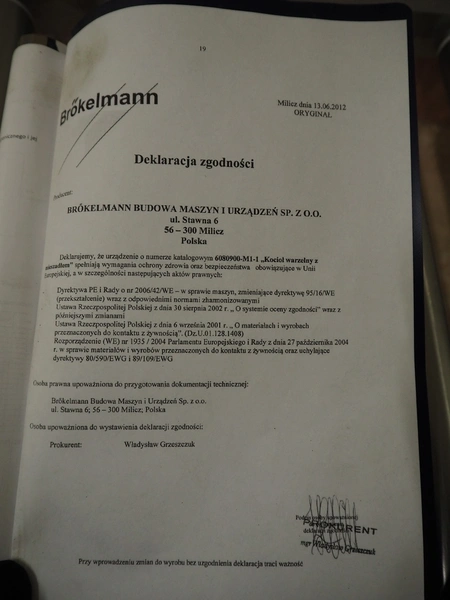 19
Brökelmann
Milicz dnia 13.06.2012
ORYGINAŁ
Deklaracja zgodności
Producent:
BRÖKELMANN BUDOWA MASZYN I URZĄDZEŃ SP. Z O.O.
ul. Stawna 6
56 – 300 Milicz
Polska
Deklarujemy, że urządzenie o numerze katalogowym 6080900-M1-1 „Kocioł warzelny z
mieszadłem" spełniają wymagania ochrony zdrowia oraz bezpieczeństwa obowiązujące w Unii
Europejskiej, a w szczególności następujących aktów prawnych:
Dyrektywa PE i Rady o nr 2006/42/WE – w sprawie maszyn, zmieniające dyrektywę 95/16/WE
(przekształcenie) wraz z odpowiednimi normami zharmonizowanymi
Ustawa Rzeczpospolitej Polskiej z dnia 30 sierpnia 2002 r. „ O systemie oceny zgodności" wraz z
późniejszymi zmianami
Ustawa Rzeczpospolitej Polskiej z dnia 6 września 2001 r. „ O materiałach i wyrobach
przeznaczonych do kontaktu z żywnością". (Dz.U.01.128.1408)
Rozporządzenie (WE) nr 1935 / 2004 Parlamentu Europejskiego i Rady z dnia 27 października 2004
r. w sprawie materiałów i wyrobów przeznaczonych do kontaktu z żywnością oraz uchylające
dyrektywy 80/590/EWG i 89/109/EWG
Osoba prawna upoważniona do przygotowania dokumentacji technicznej:
Brökelmann Budowa Maszyn i Urządzeń Sp. z o.o.
ul. Stawna 6; 56 – 300 Milicz; Polska
Osoba upoważniona do wystawienia deklaracji zgodności:
Prokurent: Władysław Grzeszczuk
PROKURENT
mgr Władysław Grzeszczuk
Przy wprowadzeniu zmian do wyrobu bez uzgodnienia deklaracja traci ważność